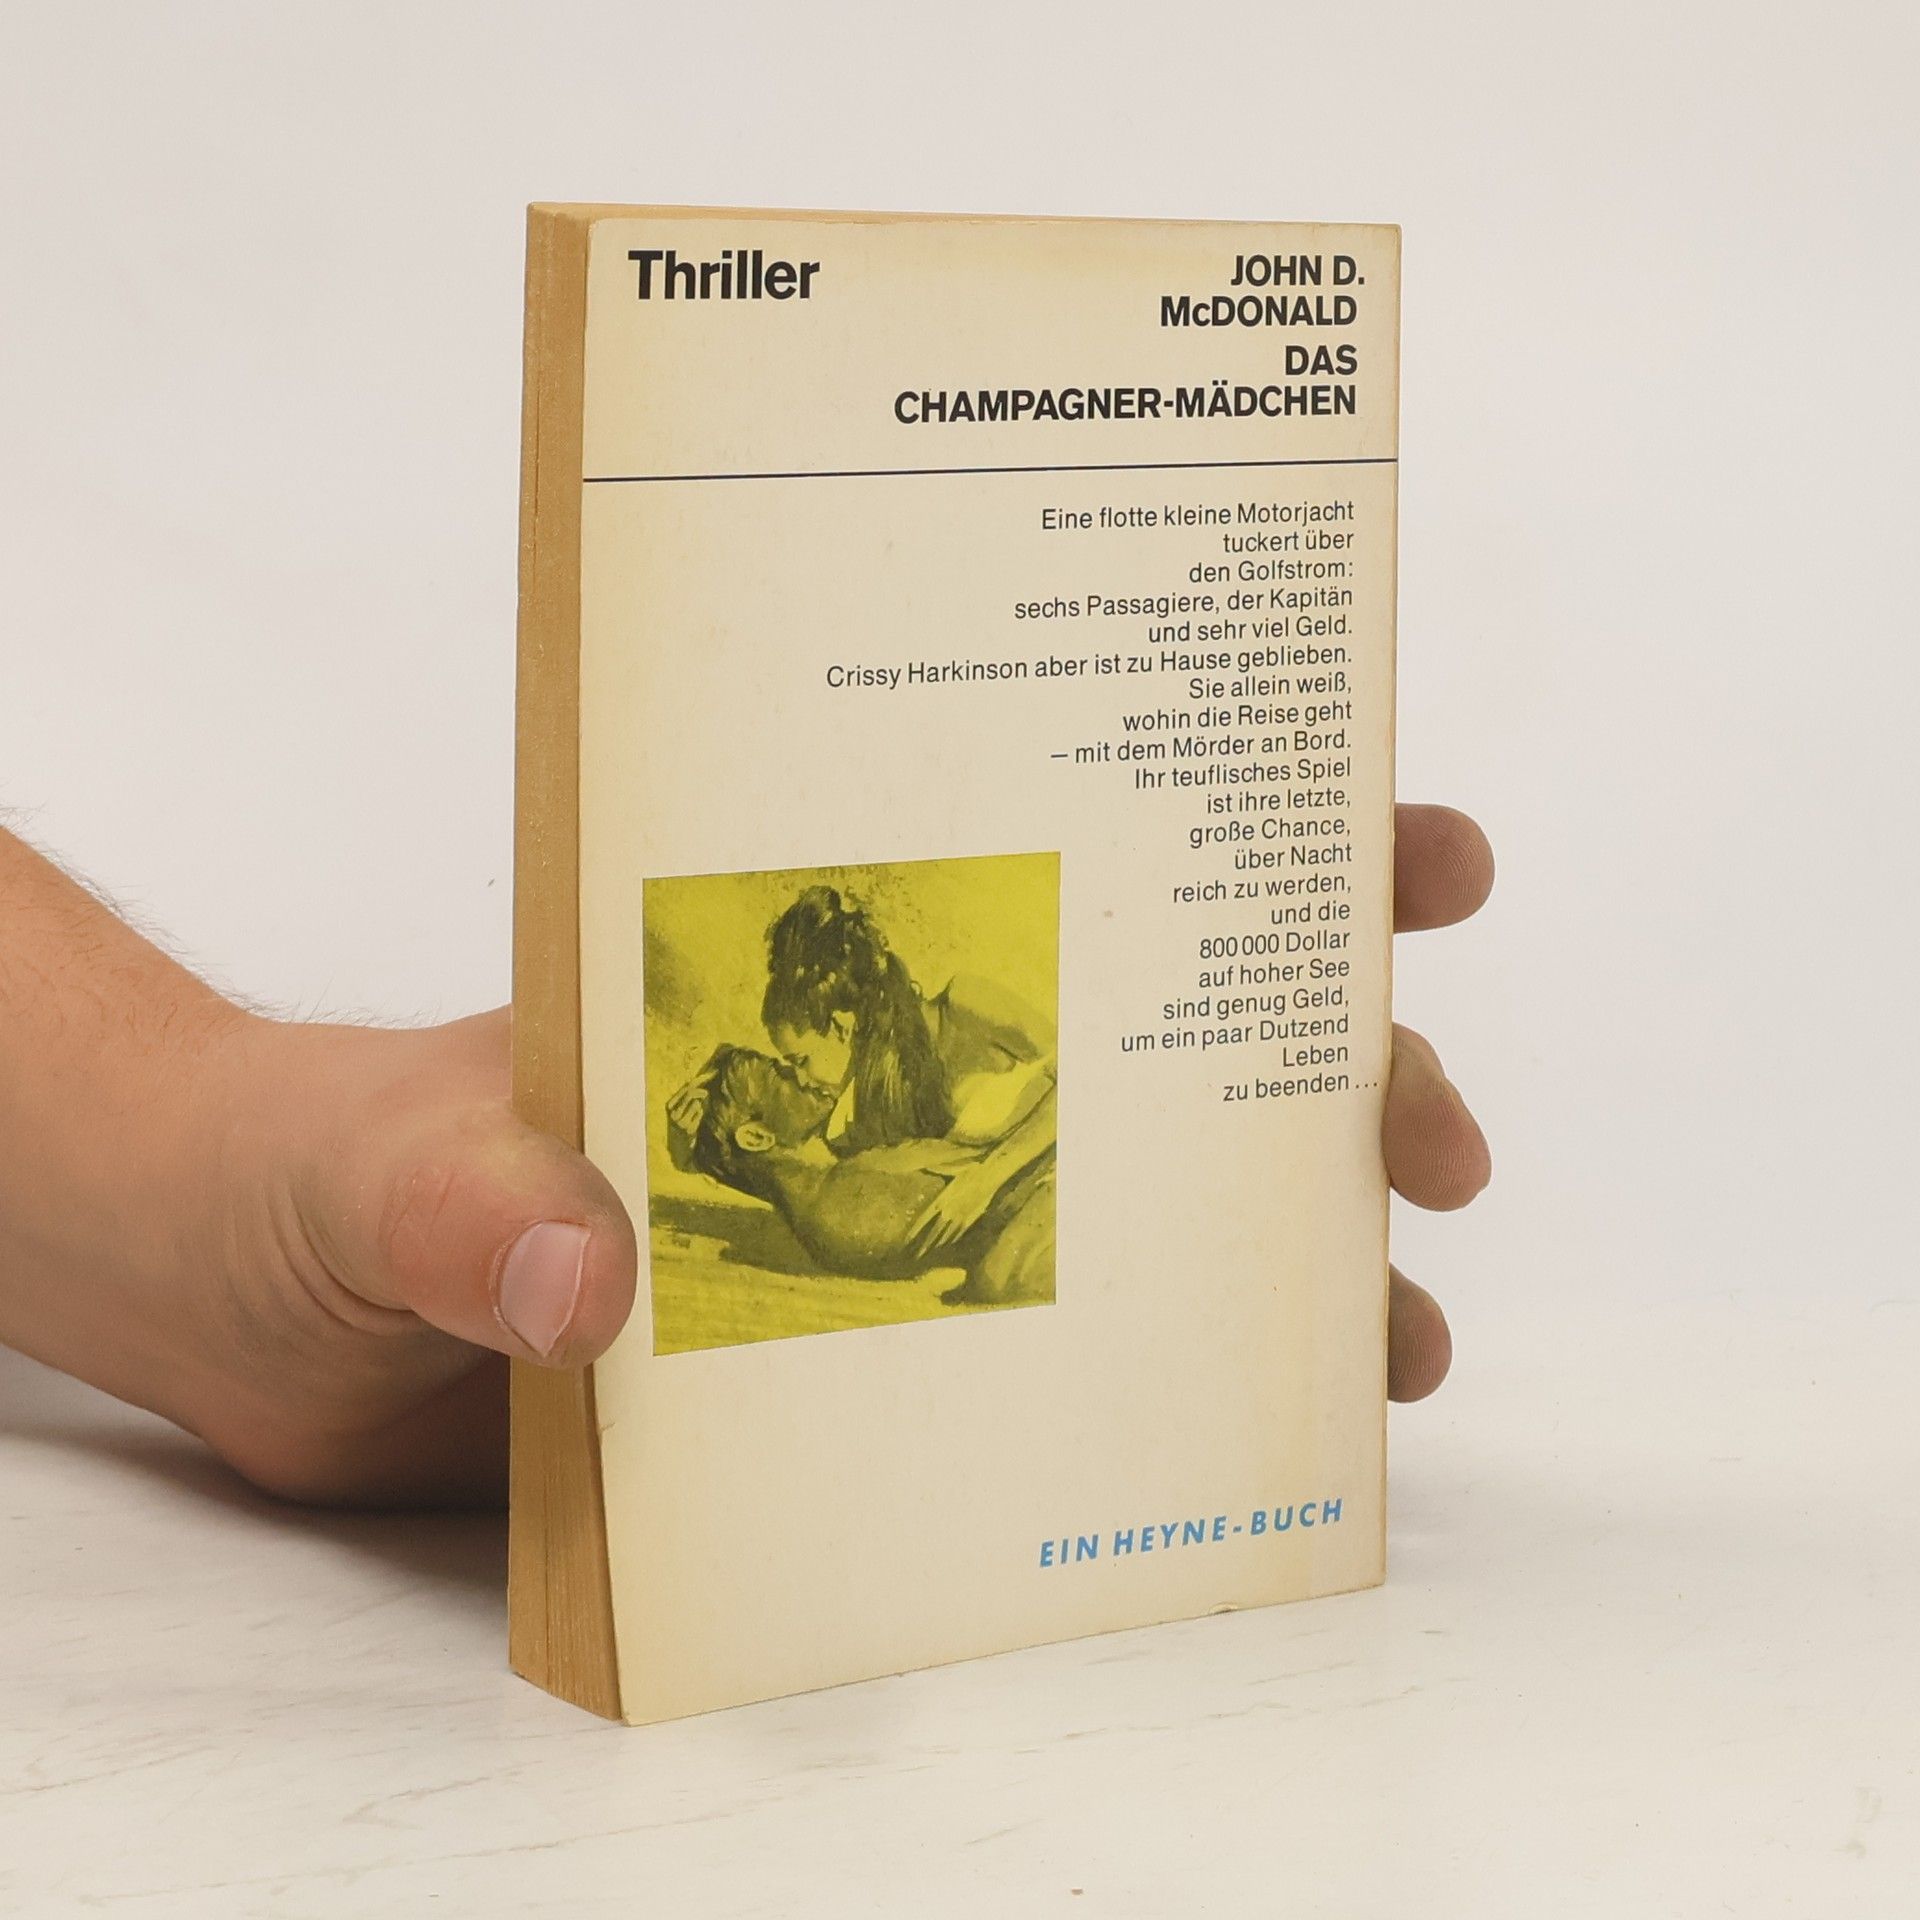 Thriller
JOHN D.
McDONALD
DAS
CHAMPAGNER-MÄDCHEN
Eine flotte kleine Motorjacht
tuckert über
den Golfstrom:
sechs Passagiere, der Kapitän
und sehr viel Geld.
Crissy Harkinson aber ist zu Hause geblieben.
Sie allein weiß,
wohin die Reise geht
– mit dem Mörder an Bord.
Ihr teuflisches Spiel
ist ihre letzte,
große Chance,
über Nacht
reich zu werden,
und die
800 000 Dollar
auf hoher See
sind genug Geld,
um ein paar Dutzend
Leben
zu beenden ...
EIN HEYNE-BUCH